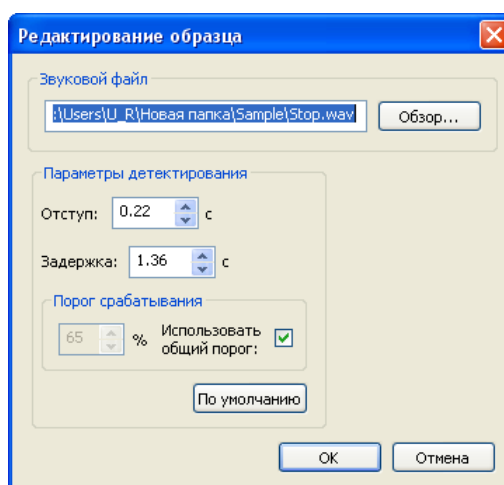 Редактирование образца
Звуковой файл
:\Users\U_R\Новая папка\Sample\Stop.wav
Обзор...
Параметры детектирования
Отступ: 0.22 с
Задержка: 1.36 с
Порог срабатывания
65 % Использовать общий порог:
По умолчанию
OK Отмена